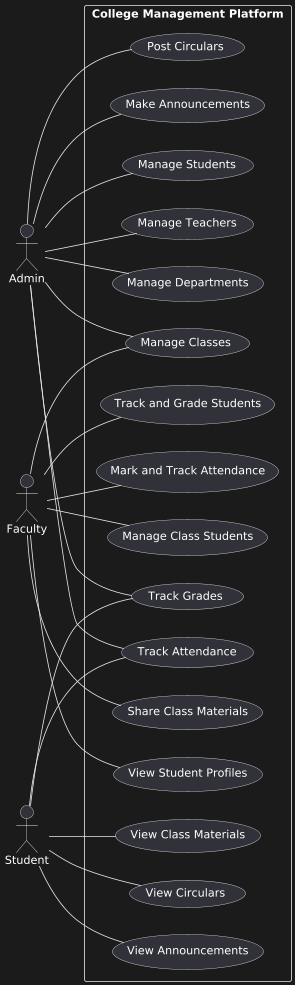 College Management Platform
Post Circulars
Make Announcements
Manage Students
Manage Teachers
Admin
Manage Departments
Manage Classes
Track and Grade Students
Mark and Track Attendance
Faculty
Manage Class Students
Track Grades
Track Attendance
Share Class Materials
View Student Profiles
View Class Materials
Student
View Circulars
View Announcements